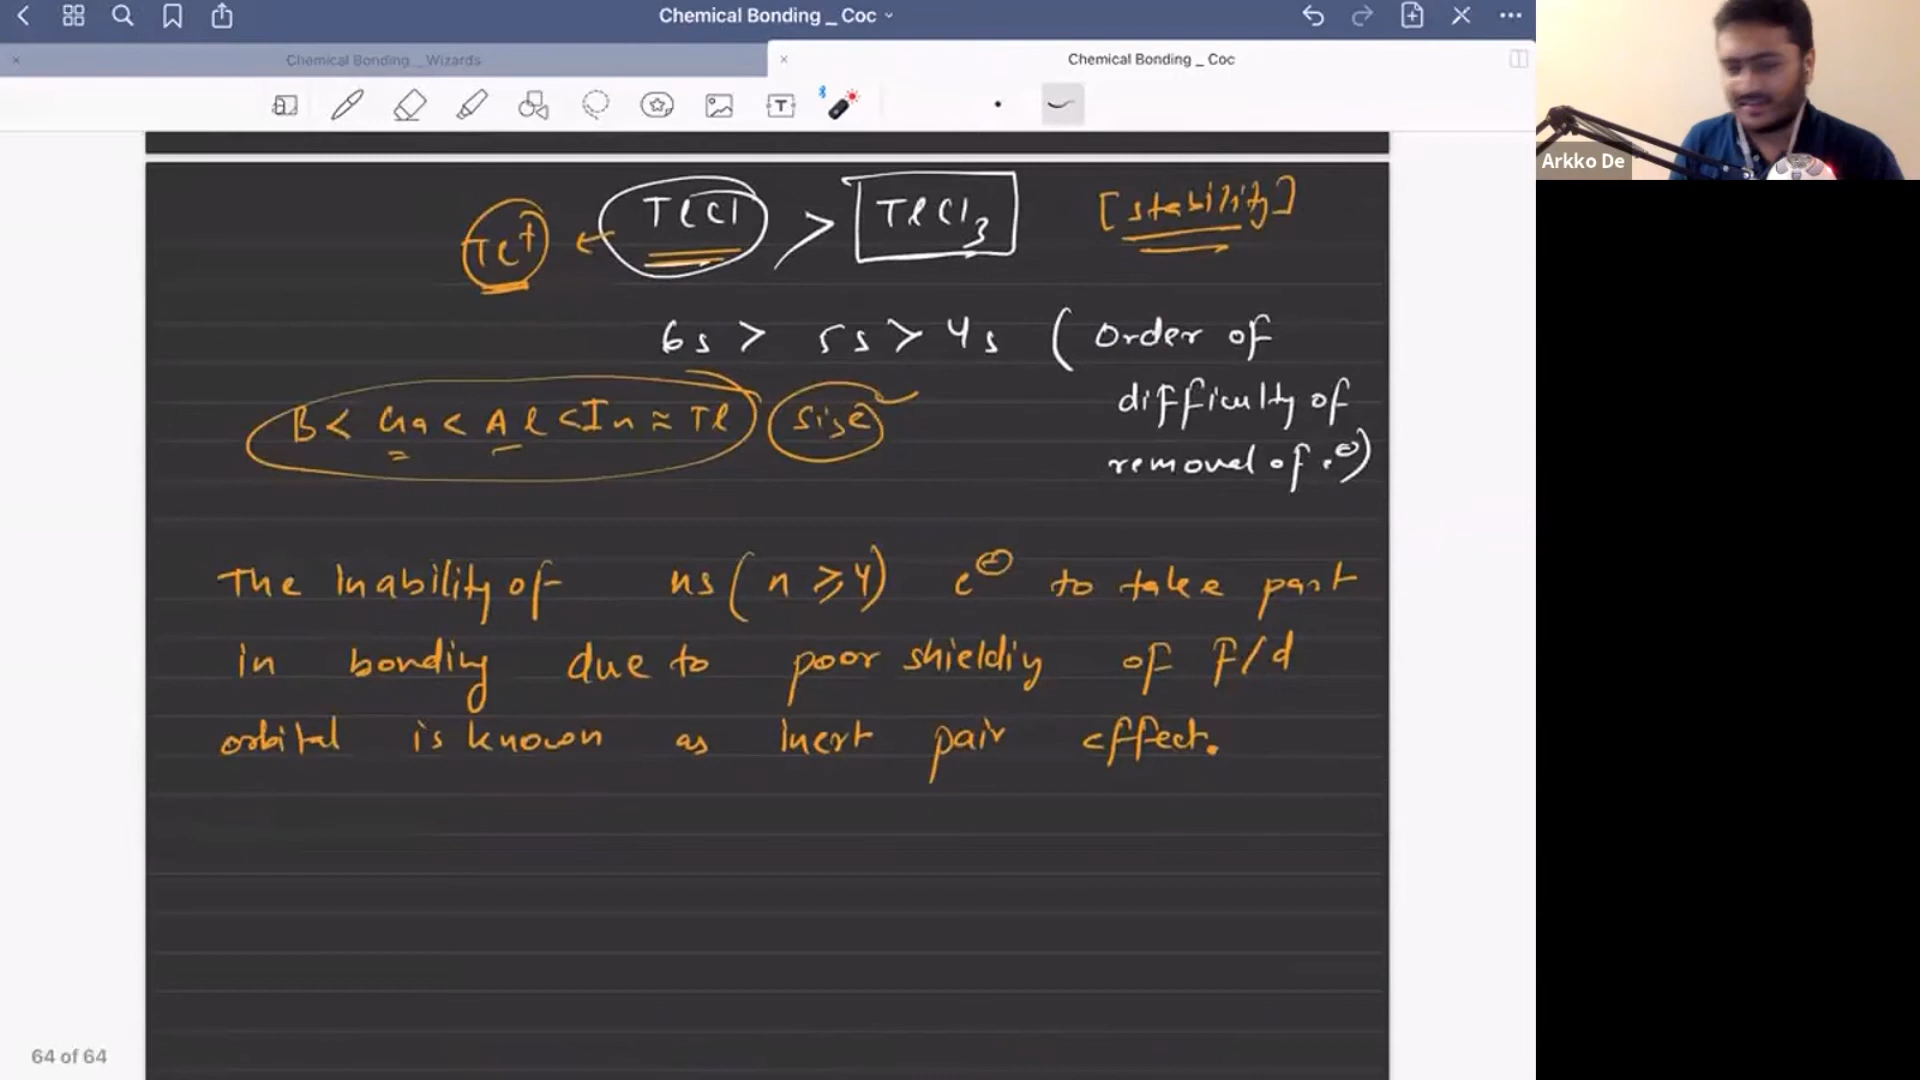 Chemical Bonding _ Coc
Chemical Bonding _ Wizards
Chemical Bonding _ Coc
Arkko De
Tl⁺ ← TlCl > TlCl₃ [stability]
6s > 5s > 4s (order of
difficulty of
removal of e⊖)
B < Ga < Al < In ≈ Tl size
The Inability of ns (n ⩾ 4) e⊖ to take part
in bonding due to poor shieldiy of F/d
orbital is known as inert pair effect.
64 of 64